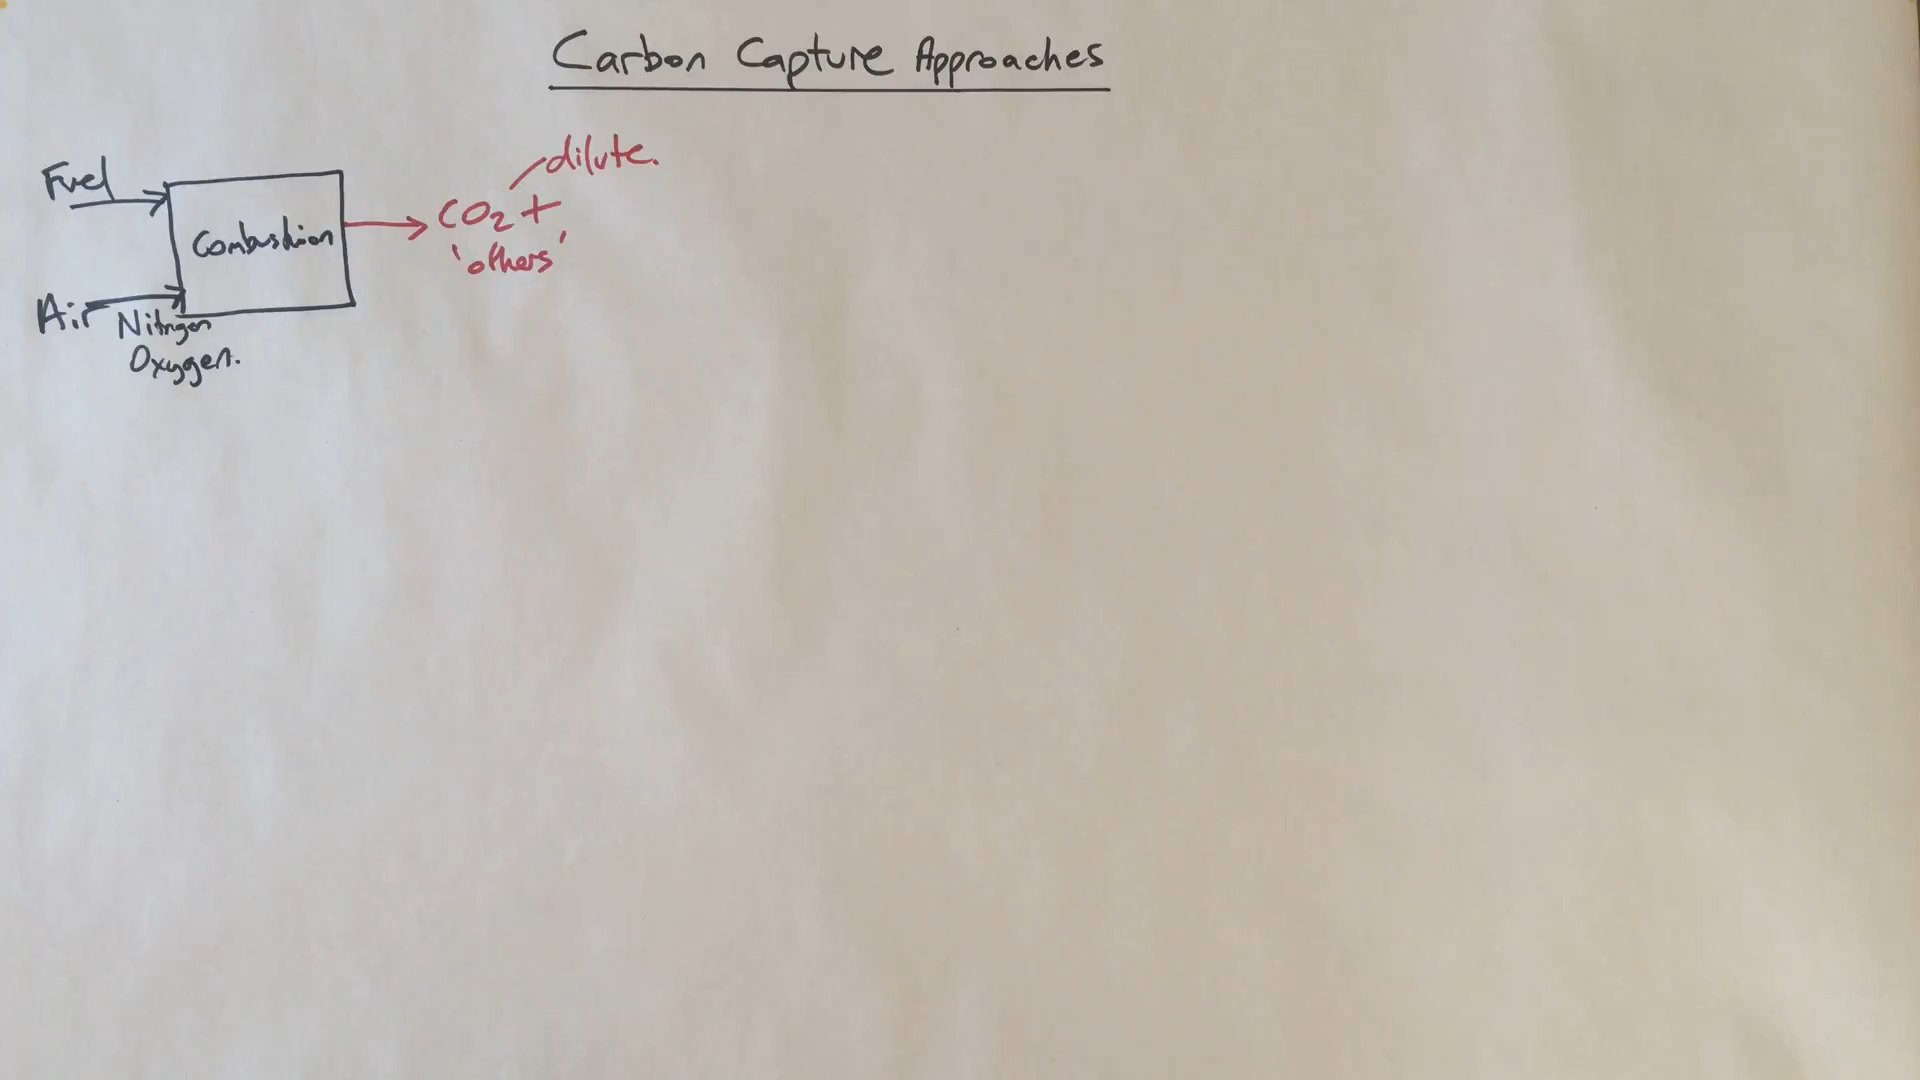 Carbon Capture Approaches
dilute.
Fuel
Combustion
CO2 +
'others'
Air
Nitrogen
Oxygen.